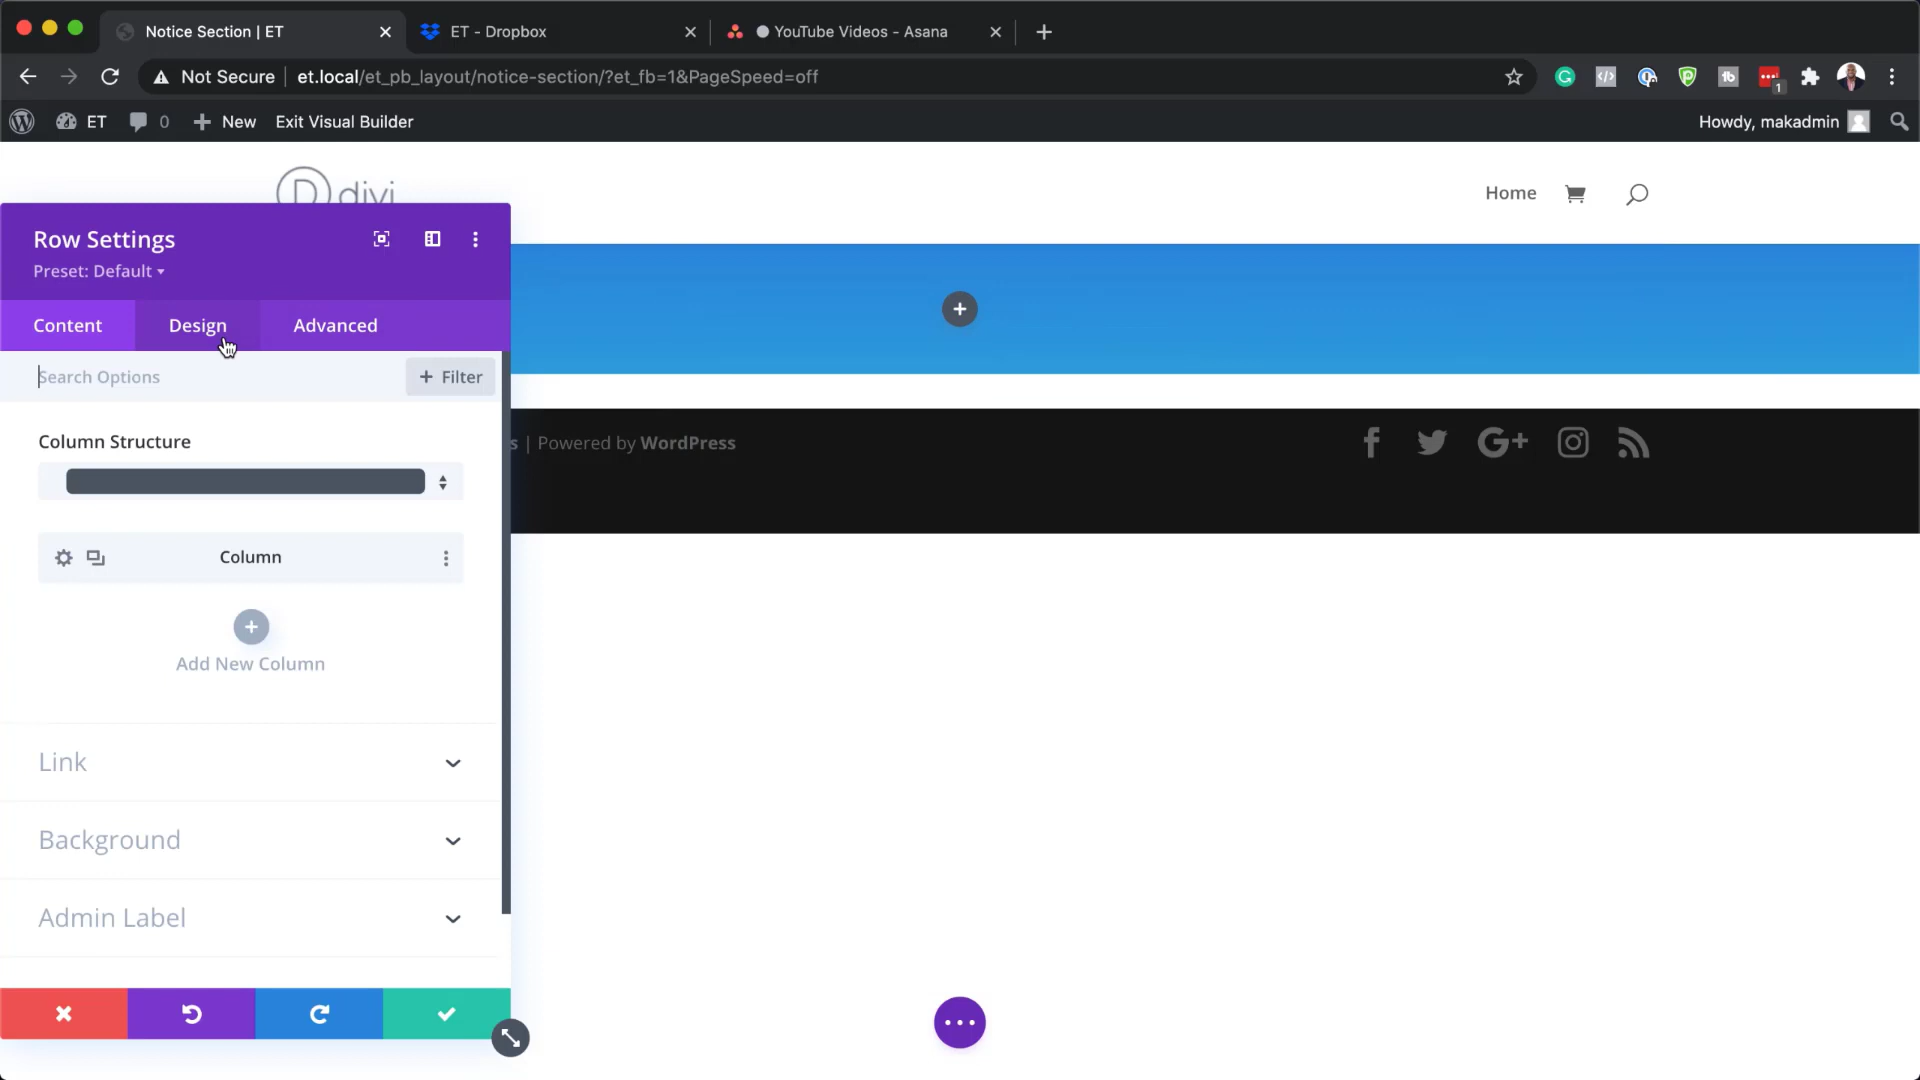 Notice Section | ET
ET - Dropbox
YouTube Videos - Asana
Not Secure
et.local/et_pb_layout/notice-section/?et_fb=1&PageSpeed=off
1
ET
0
New
Exit Visual Builder
Howdy, makadmin
divi
Home
Row Settings
Preset: Default
Content
Design
Advanced
Search Options
+ Filter
Column Structure
Column
Add New Column
Link
Background
Admin Label
s | Powered by WordPress